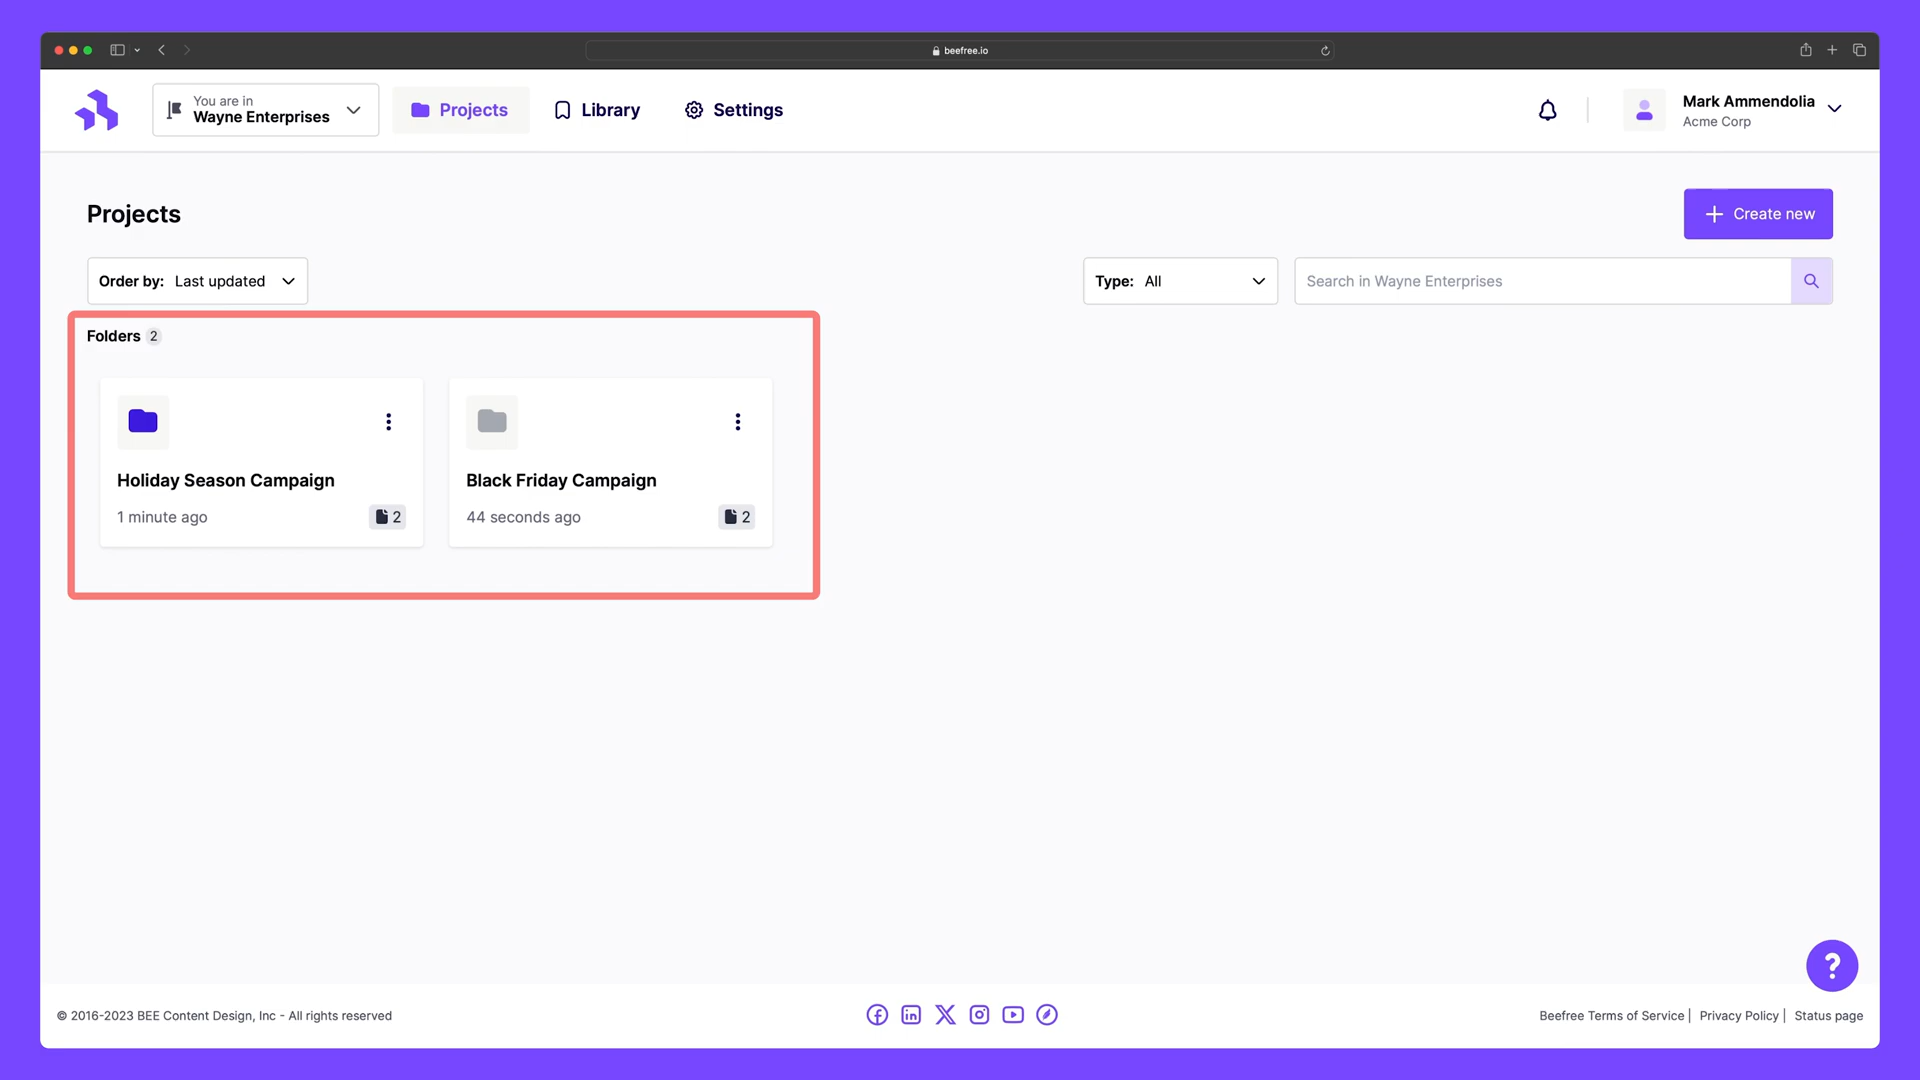 beefree.io
You are in
Wayne Enterprises
Projects
Library
Settings
Mark Ammendolia
Acme Corp
Projects
Create new
Order by: Last updated
Type: All
Search in Wayne Enterprises
Folders 2
Holiday Season Campaign
1 minute ago
2
Black Friday Campaign
44 seconds ago
2
?
© 2016-2023 BEE Content Design, Inc - All rights reserved
Beefree Terms of Service | Privacy Policy | Status page